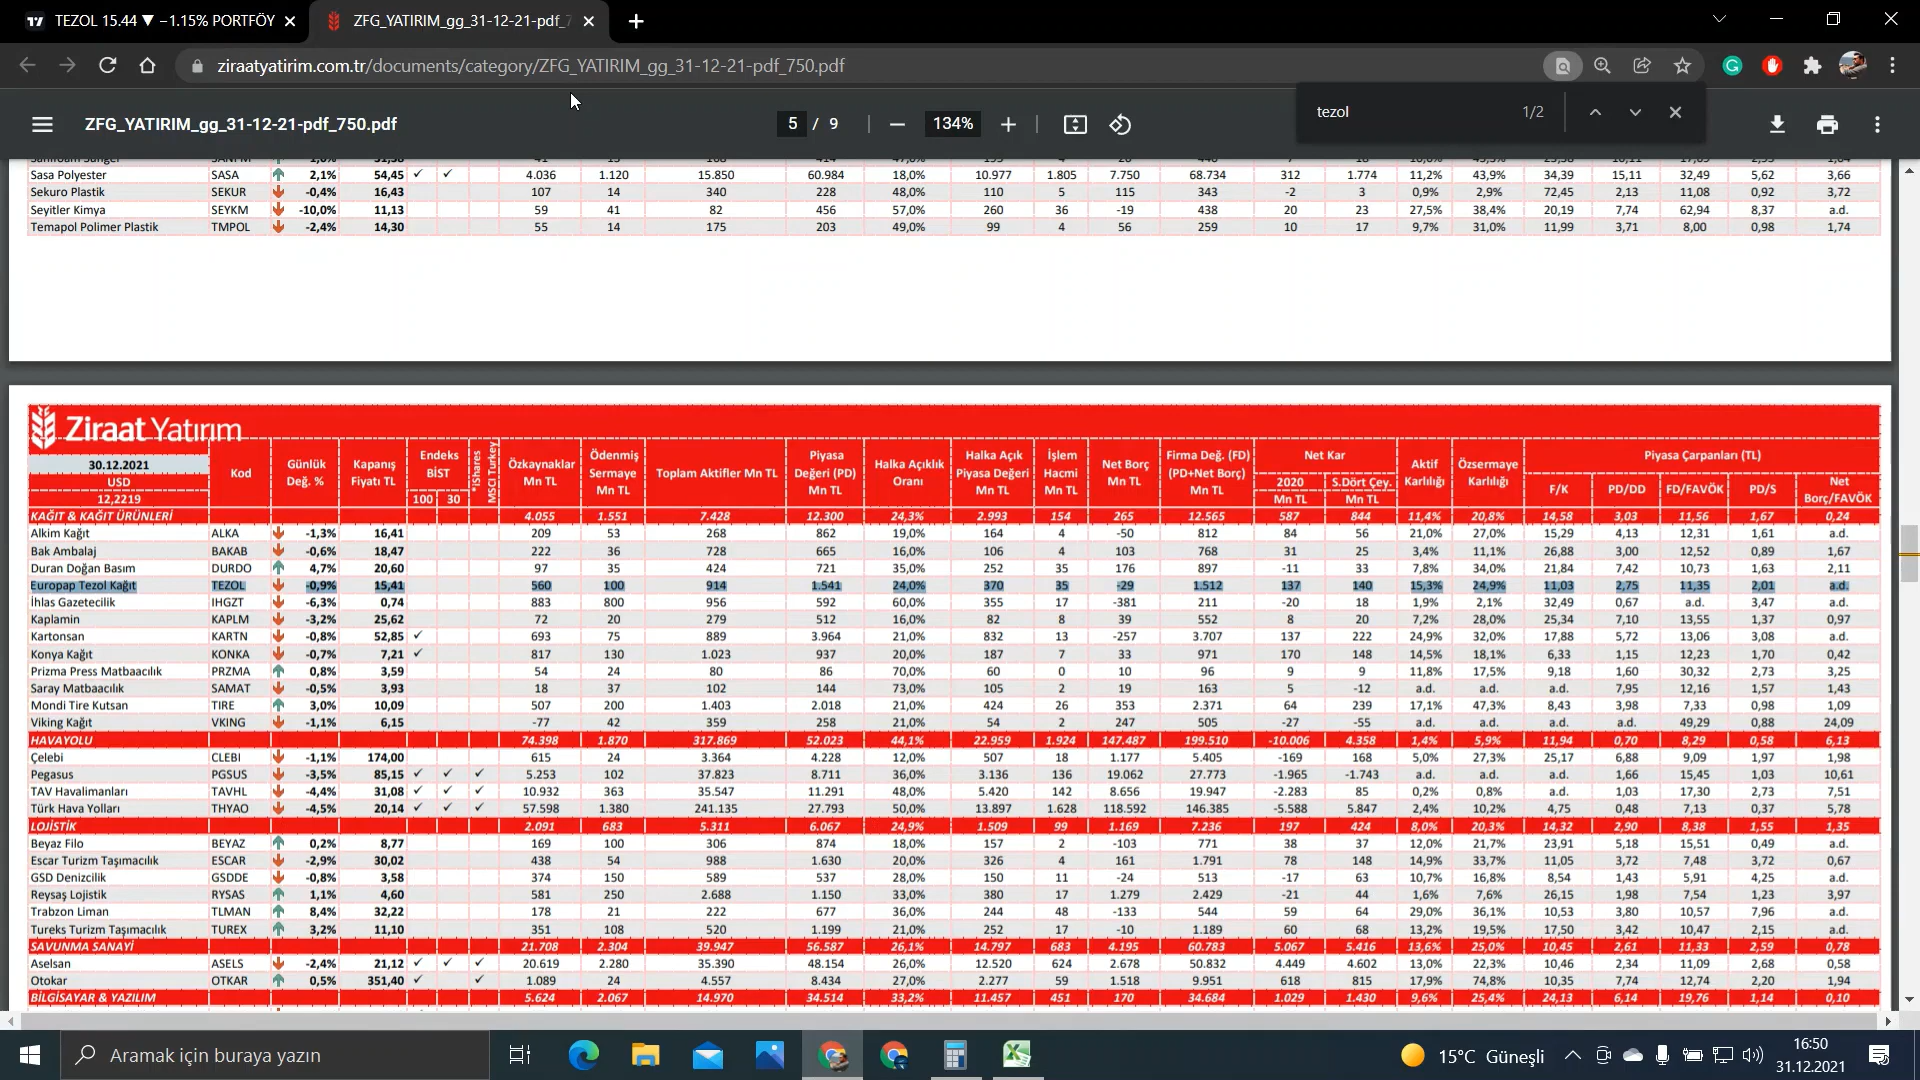 TEZOL 15.44 ▼ −1.15% PORTFÖY
ZFG_YATIRIM_gg_31-12-21-pdf_7
ziraatyatirim.com.tr/documents/category/ZFG_YATIRIM_gg_31-12-21-pdf_750.pdf
ZFG_YATIRIM_gg_31-12-21-pdf_750.pdf
5 / 9
134%
tezol 1/2
Sasa Polyester SASA 2,1% 54,45 ✓ ✓ 4.036 1.120 15.850 60.984 18,0% 10.977 1.805 7.750 68.734 312 1.774 11,2% 43,9% 34,39 15,11 32,49 5,62 3,66
Sekuro Plastik SEKUR -0,4% 16,43 107 14 340 228 48,0% 110 5 115 343 -2 3 0,9% 2,9% 72,45 2,13 11,08 0,92 3,72
Seyitler Kimya SEYKM -10,0% 11,13 59 41 82 456 57,0% 260 36 -19 438 20 23 27,5% 38,4% 20,19 7,74 62,94 8,37 a.d.
Temapol Polimer Plastik TMPOL -2,4% 14,30 55 14 175 203 49,0% 99 4 56 259 10 17 9,7% 31,0% 11,99 3,71 8,00 0,98 1,74
Ziraat Yatırım
30.12.2021
USD
12,2219
Kod
Günlük Değ. %
Kapanış Fiyatı TL
Endeks BİST
100 30
*iShares MSCI Turkey
Özkaynaklar Mn TL
Ödenmiş Sermaye Mn TL
Toplam Aktifler Mn TL
Piyasa Değeri (PD) Mn TL
Halka Açıklık Oranı
Halka Açık Piyasa Değeri Mn TL
İşlem Hacmi Mn TL
Net Borç Mn TL
Firma Değ. (FD) (PD+Net Borç) Mn TL
Net Kar
2020 Mn TL
S.Dört Çey. Mn TL
Aktif Karlılığı
Özsermaye Karlılığı
Piyasa Çarpanları (TL)
F/K PD/DD FD/FAVÖK PD/S Net Borç/FAVÖK
KAĞIT & KAĞIT ÜRÜNLERİ 4.055 1.551 7.428 12.300 24,3% 2.993 154 265 12.565 587 844 11,4% 20,8% 14,58 3,03 11,56 1,67 0,24
Alkim Kağıt ALKA -1,3% 16,41 209 53 268 862 19,0% 164 4 -50 812 84 56 21,0% 27,0% 15,29 4,13 12,31 1,61 a.d.
Bak Ambalaj BAKAB -0,6% 18,47 222 36 728 665 16,0% 106 4 103 768 31 25 3,4% 11,1% 26,88 3,00 12,52 0,89 1,67
Duran Doğan Basım DURDO 4,7% 20,60 97 35 424 721 35,0% 252 35 176 897 -11 33 7,8% 34,0% 21,84 7,42 10,73 1,63 2,11
Europap Tezol Kağıt TEZOL -0,9% 15,41 560 100 914 1.541 24,0% 370 35 -29 1.512 137 140 15,3% 24,9% 11,03 2,75 11,35 2,01 a.d.
İhlas Gazetecilik IHGZT -6,3% 0,74 883 800 956 592 60,0% 355 17 -381 211 -20 18 1,9% 2,1% 32,49 0,67 a.d. 3,47 a.d.
Kaplamin KAPLM -3,2% 25,62 72 20 279 512 16,0% 82 8 39 552 8 20 7,2% 28,0% 25,34 7,10 13,55 1,37 0,97
Kartonsan KARTN -0,8% 52,85 ✓ 693 75 889 3.964 21,0% 832 13 -257 3.707 137 222 24,9% 32,0% 17,88 5,72 13,06 3,08 a.d.
Konya Kağıt KONKA -0,7% 7,21 ✓ 817 130 1.023 937 20,0% 187 7 33 971 170 148 14,5% 18,1% 6,33 1,15 12,23 1,70 0,42
Prizma Press Matbaacılık PRZMA 0,8% 3,59 54 24 80 86 70,0% 60 0 10 96 9 9 11,8% 17,5% 9,18 1,60 30,32 2,73 3,25
Saray Matbaacılık SAMAT -0,5% 3,93 18 37 102 144 73,0% 105 2 19 163 5 -12 a.d. a.d. a.d. 7,95 12,16 1,57 1,43
Mondi Tire Kutsan TIRE 3,0% 10,09 507 200 1.403 2.018 21,0% 414 26 353 2.371 64 239 17,1% 47,3% 8,43 3,98 7,33 0,98 1,09
Viking Kağıt VKING -1,1% 6,15 -77 42 359 258 21,0% 54 2 247 505 -27 -55 a.d. a.d. a.d. a.d. 49,29 0,88 24,09
HAVAYOLU 74.398 1.870 317.869 52.023 44,1% 22.959 1.924 147.487 199.510 -10.006 4.358 1,4% 5,9% 11,94 0,70 8,29 0,58 6,13
Çelebi CLEBI -1,1% 174,00 615 24 3.364 4.228 12,0% 507 18 1.177 5.405 -169 168 5,0% 27,3% 25,17 6,88 9,09 1,97 1,98
Pegasus PGSUS -3,5% 85,15 ✓ ✓ ✓ 5.253 102 37.823 8.711 36,0% 3.136 136 19.062 27.773 -1.965 -1.743 a.d. a.d. a.d. 1,66 15,45 1,03 10,61
TAV Havalimanları TAVHL -4,4% 31,08 ✓ ✓ ✓ 10.932 363 35.547 11.291 48,0% 5.420 142 8.656 19.947 -2.283 85 0,2% 0,8% a.d. 1,03 17,30 2,73 7,51
Türk Hava Yolları THYAO -4,5% 20,14 ✓ ✓ ✓ 57.598 1.380 241.135 27.793 50,0% 13.897 1.628 118.592 146.385 -5.588 5.847 2,4% 10,2% 4,75 0,48 7,13 0,37 5,78
LOJİSTİK 2.091 683 5.311 6.067 24,9% 1.509 99 1.169 7.236 197 424 8,0% 20,3% 14,32 2,90 8,38 1,55 1,35
Beyaz Filo BEYAZ 0,2% 8,77 169 100 306 874 18,0% 157 2 -103 771 38 37 12,0% 21,7% 23,91 5,18 15,51 0,49 a.d.
Escar Turizm Taşımacılık ESCAR -2,9% 30,02 438 54 988 1.630 20,0% 326 4 161 1.791 78 148 14,9% 33,7% 11,05 3,72 7,48 3,72 0,67
GSD Denizcilik GSDDE -0,8% 3,58 374 150 589 537 28,0% 150 11 -24 513 -17 63 10,7% 16,8% 8,54 1,43 5,91 4,25 a.d.
Reysaş Lojistik RYSAS 1,1% 4,60 581 250 2.688 1.150 33,0% 380 17 1.279 2.429 -21 44 1,6% 7,6% 26,15 1,98 7,54 1,23 3,97
Trabzon Liman TLMAN 8,4% 32,22 178 21 222 677 36,0% 244 48 -133 544 59 64 29,0% 36,1% 10,53 3,80 10,57 7,96 a.d.
Tureks Turizm Taşımacılık TUREX 3,2% 11,10 351 108 520 1.199 21,0% 252 17 -10 1.189 60 68 13,2% 19,5% 17,50 3,42 10,47 2,15 a.d.
SAVUNMA SANAYİ 21.708 2.304 39.947 56.587 26,1% 14.797 683 4.195 60.783 5.067 5.416 13,6% 25,0% 10,45 2,61 11,33 2,59 0,78
Aselsan ASELS -2,4% 21,12 ✓ ✓ ✓ 20.619 2.280 35.390 48.154 26,0% 12.520 624 2.678 50.832 4.449 4.602 13,0% 22,3% 10,46 2,34 11,09 2,68 0,58
Otokar OTKAR 0,5% 351,40 ✓ ✓ 1.089 24 4.557 8.434 27,0% 2.277 59 1.518 9.951 618 815 17,9% 74,8% 10,35 7,74 12,74 2,20 1,94
BİLGİSAYAR & YAZILIM 5.624 2.067 14.970 34.514 33,2% 11.457 451 170 34.684 1.029 1.430 9,6% 25,4% 24,13 6,14 19,76 1,14 0,10
Aramak için buraya yazın
15°C Güneşli
16:50
31.12.2021